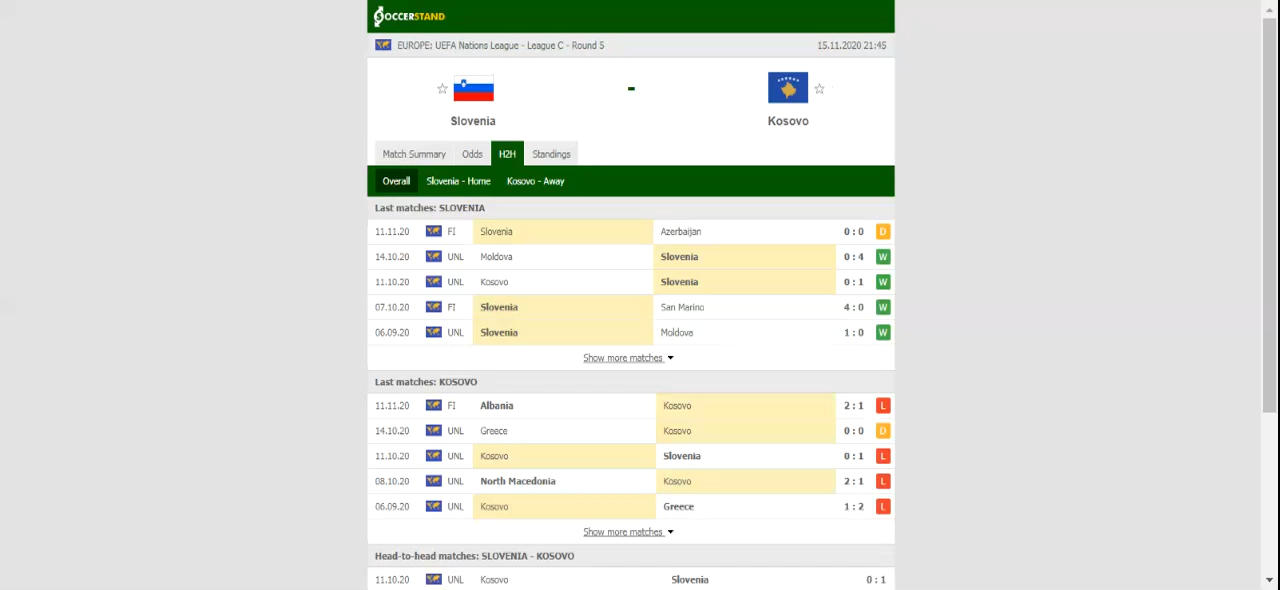 SOCCERSTAND
EUROPE: UEFA Nations League - League C - Round 5 15.11.2020 21:45
-
Slovenia Kosovo
Match Summary Odds H2H Standings
Overall Slovenia - Home Kosovo - Away
Last matches: SLOVENIA
11.11.20 FI Slovenia Azerbaijan 0 : 0 D
14.10.20 UNL Moldova Slovenia 0 : 4 W
11.10.20 UNL Kosovo Slovenia 0 : 1 W
07.10.20 FI Slovenia San Marino 4 : 0 W
06.09.20 UNL Slovenia Moldova 1 : 0 W
Show more matches
Last matches: KOSOVO
11.11.20 FI Albania Kosovo 2 : 1 L
14.10.20 UNL Greece Kosovo 0 : 0 D
11.10.20 UNL Kosovo Slovenia 0 : 1 L
08.10.20 UNL North Macedonia Kosovo 2 : 1 L
06.09.20 UNL Kosovo Greece 1 : 2 L
Show more matches
Head-to-head matches: SLOVENIA - KOSOVO
11.10.20 UNL Kosovo Slovenia 0 : 1